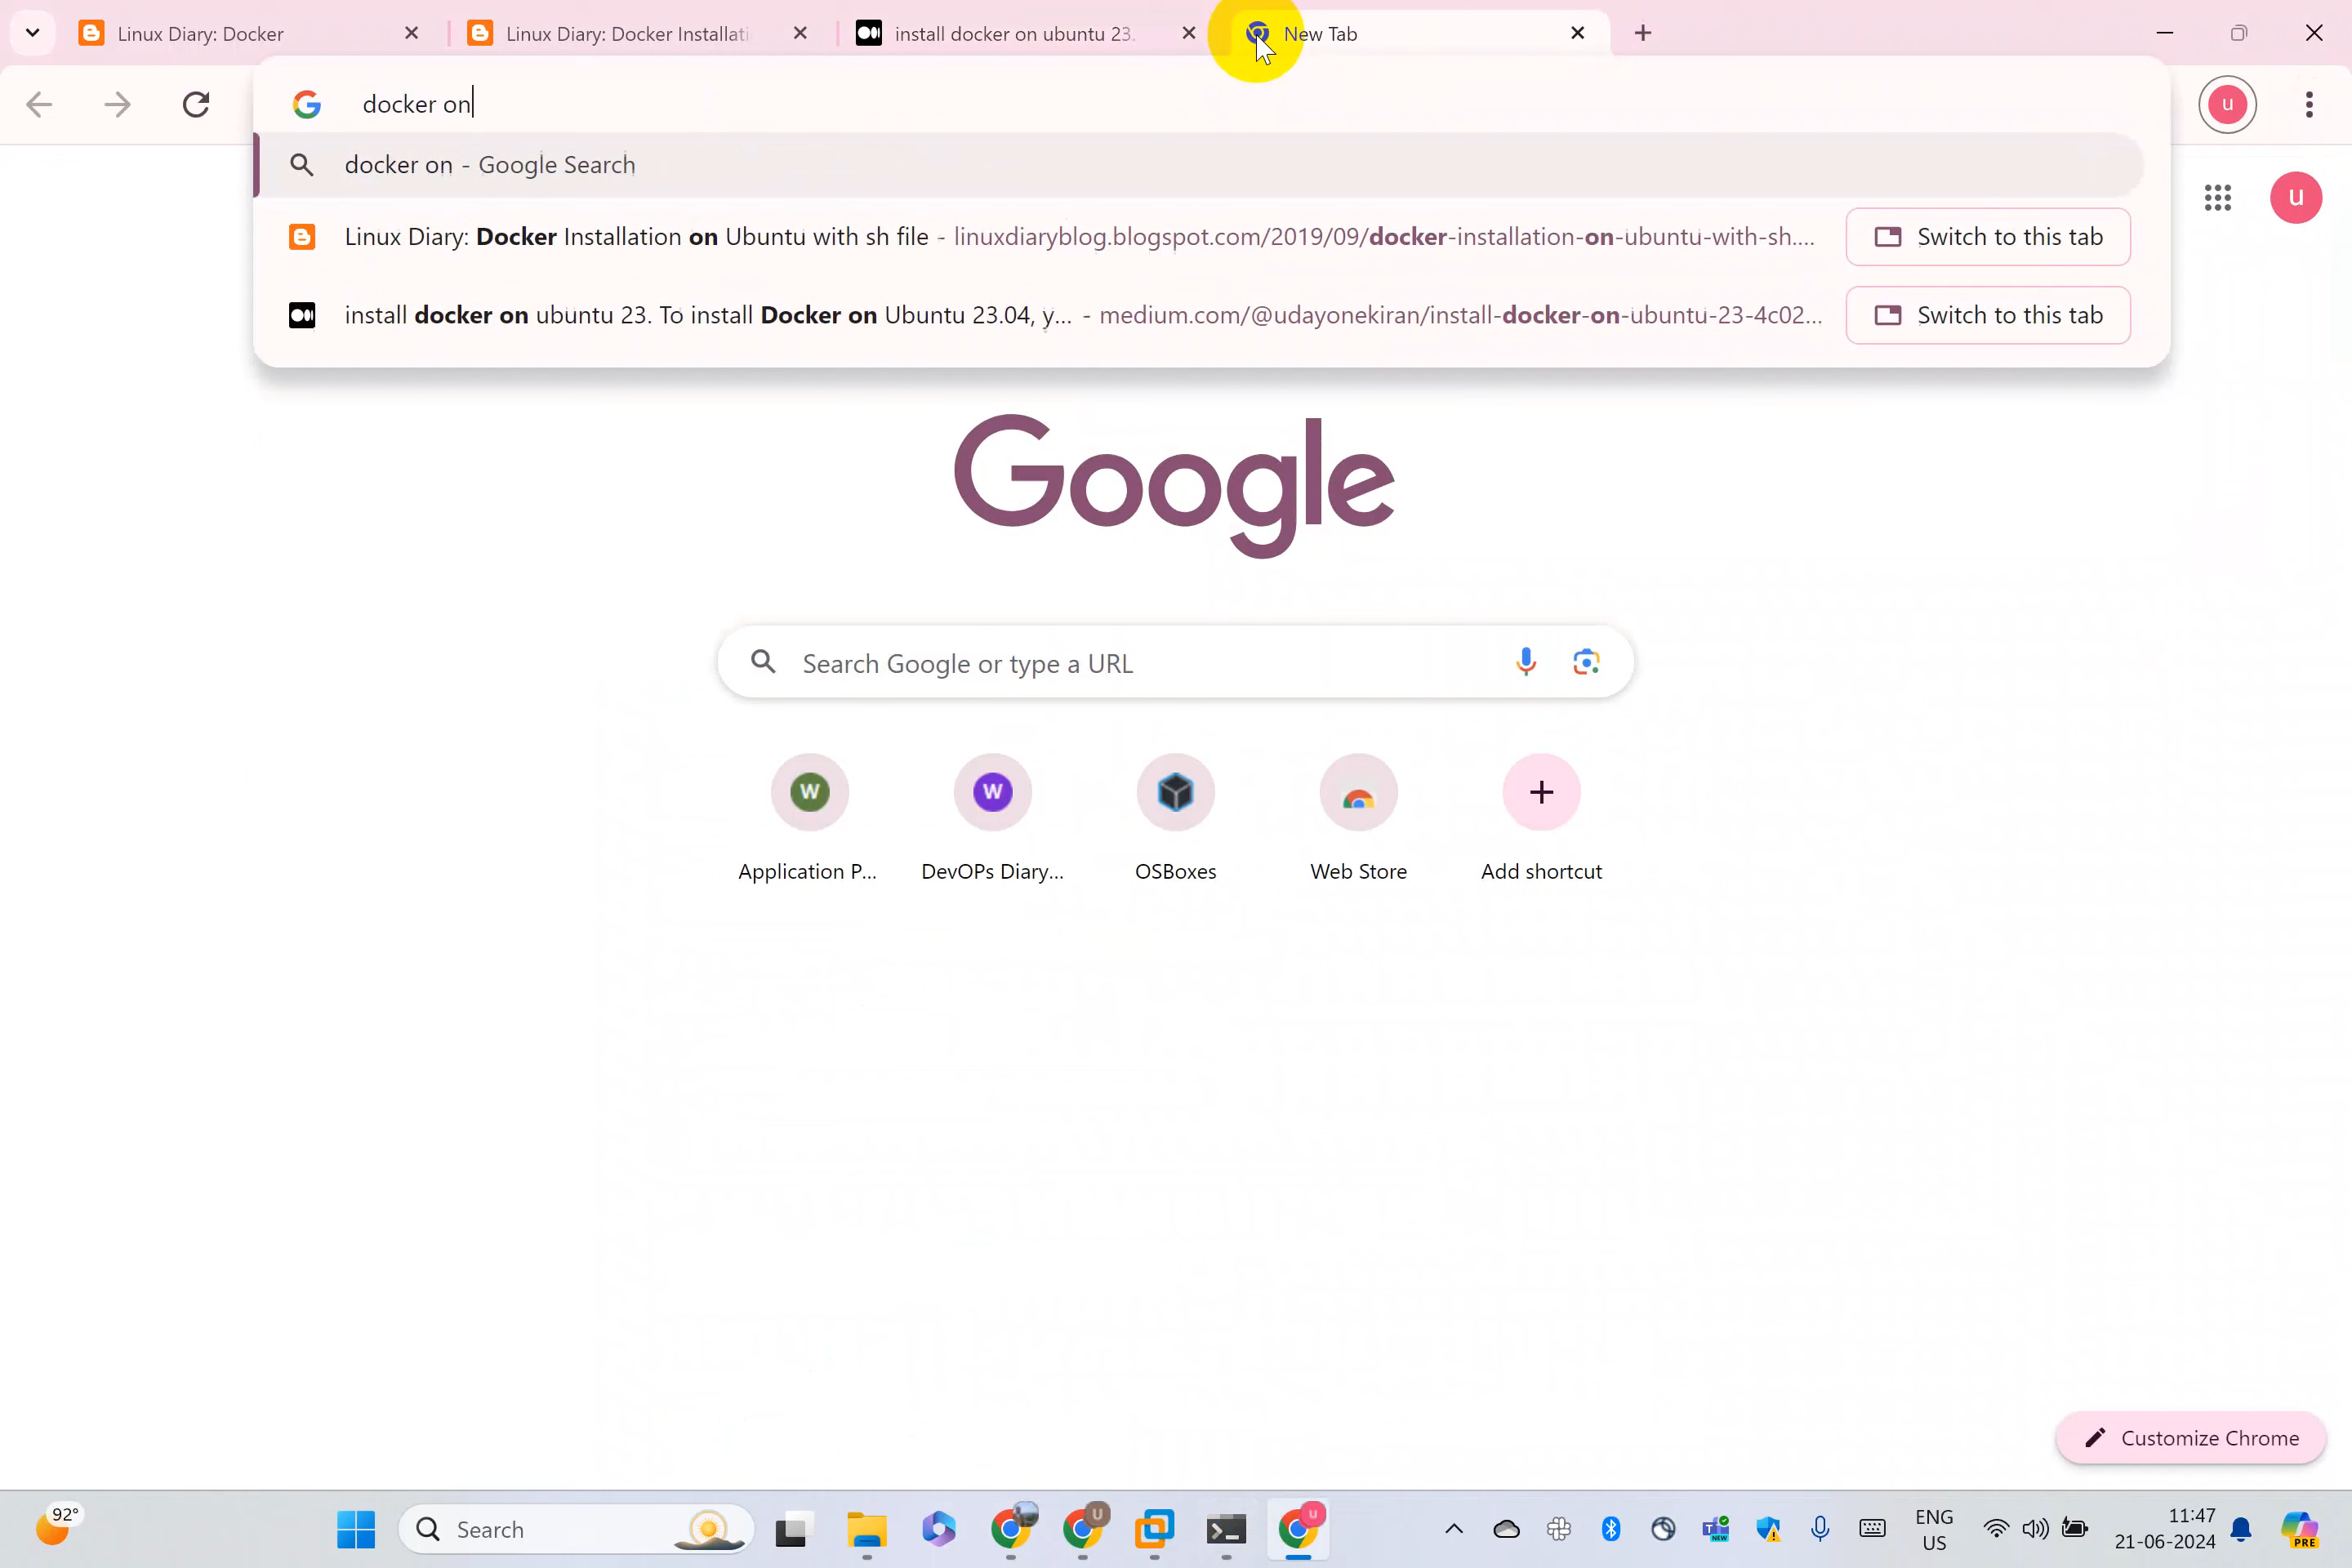 Linux Diary: Docker
Linux Diary: Docker Installati
install docker on ubuntu 23.
New Tab
docker on
u
docker on - Google Search
Linux Diary: Docker Installation on Ubuntu with sh file - linuxdiaryblog.blogspot.com/2019/09/docker-installation-on-ubuntu-with-sh....
Switch to this tab
u
install docker on ubuntu 23. To install Docker on Ubuntu 23.04, y... - medium.com/@udayonekiran/install-docker-on-ubuntu-23-4c02...
Switch to this tab
Google
Search Google or type a URL
W
W
Application P...
DevOPs Diary...
OSBoxes
Web Store
Add shortcut
Customize Chrome
92°
Search
U
u
NEW
ENG
US
11:47
21-06-2024
PRE